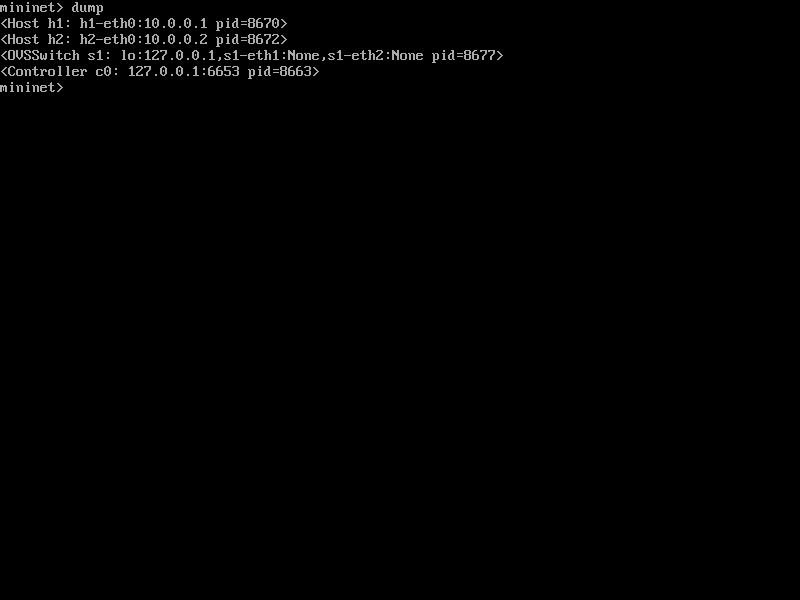 mininet> dump
<Host h1: h1-eth0:10.0.0.1 pid=8670>
<Host h2: h2-eth0:10.0.0.2 pid=8672>
<OVSSwitch s1: lo:127.0.0.1,s1-eth1:None,s1-eth2:None pid=8677>
<Controller c0: 127.0.0.1:6653 pid=8663>
mininet>